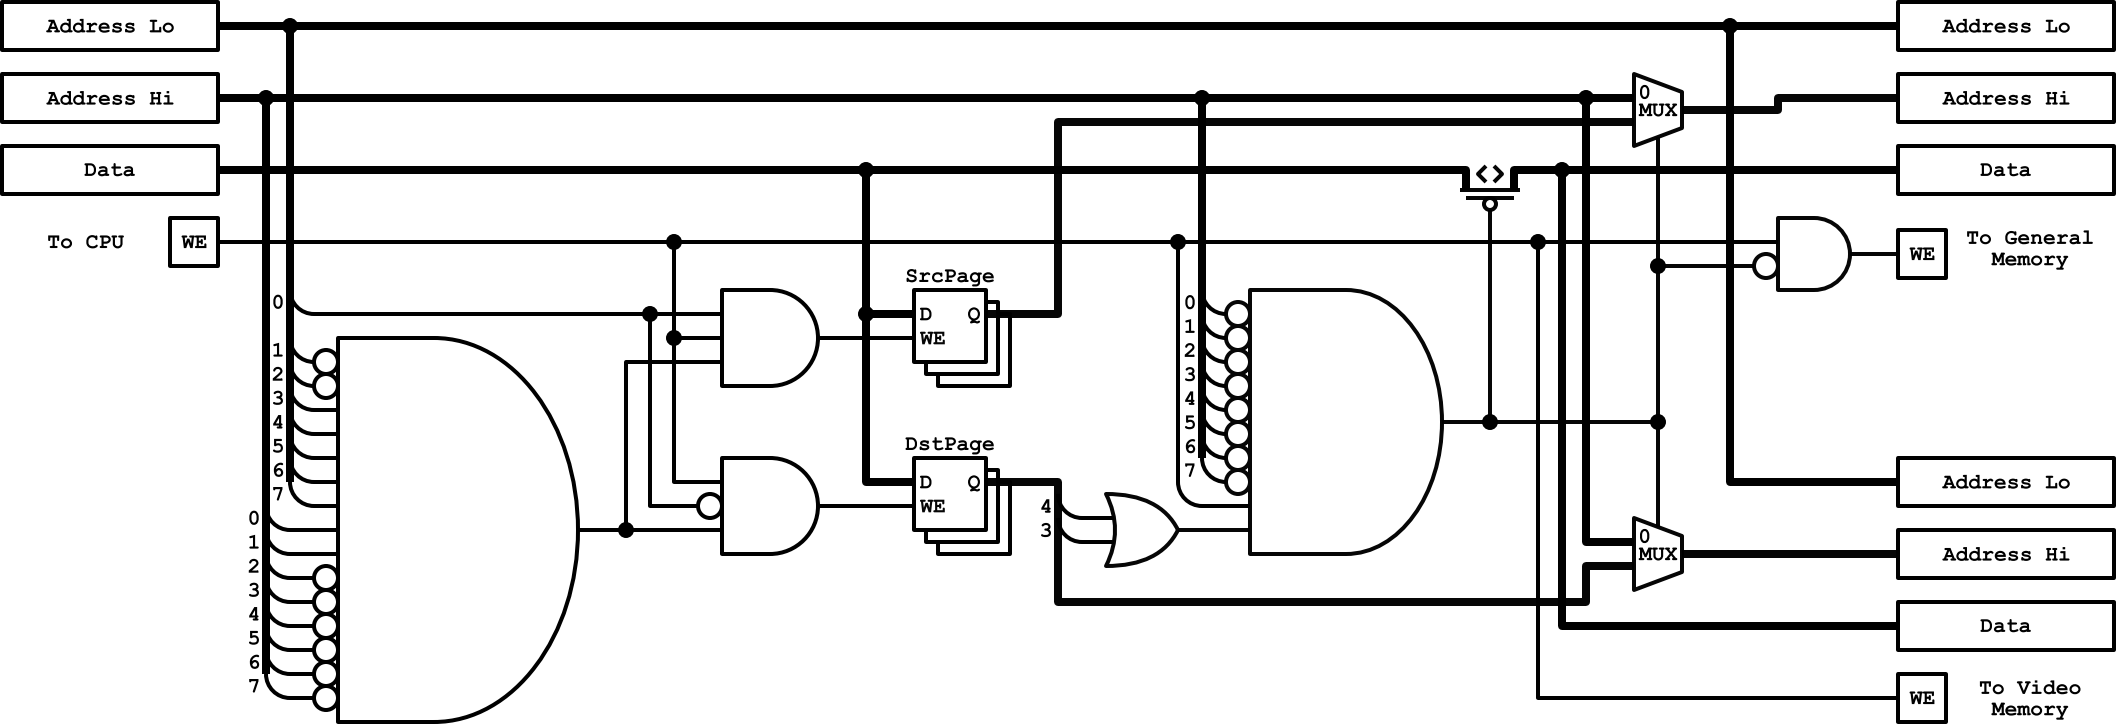 Address Lo
Address Lo
Address Hi
Address Hi
0
MUX
Data
< >
Data
To CPU
WE
WE
To General
Memory
SrcPage
D
Q
WE
0
1
2
3
4
5
6
7
0
1
2
3
4
5
6
7
0
1
2
3
4
5
6
7
DstPage
D
Q
WE
4
3
Address Lo
0
MUX
Address Hi
Data
WE
To Video
Memory